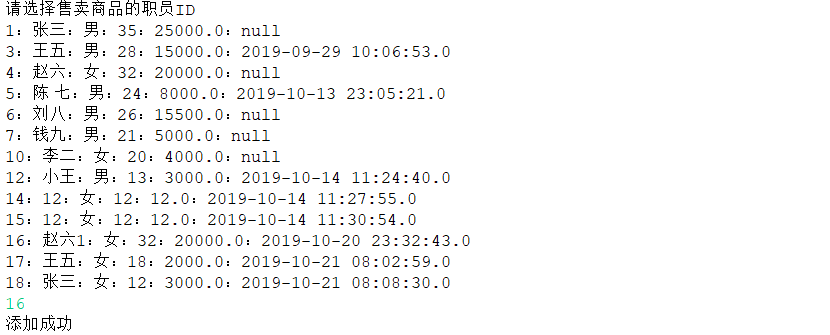 请选择售卖商品的职员ID
1：张三：男：35：25000.0：null
3：王五：男：28：15000.0：2019-09-29 10:06:53.0
4：赵六：女：32：20000.0：null
5：陈 七：男：24：8000.0：2019-10-13 23:05:21.0
6：刘八：男：26：15500.0：null
7：钱九：男：21：5000.0：null
10：李二：女：20：4000.0：null
12：小王：男：13：3000.0：2019-10-14 11:24:40.0
14：12：女：12：12.0：2019-10-14 11:27:55.0
15：12：女：12：12.0：2019-10-14 11:30:54.0
16：赵六1：女：32：20000.0：2019-10-20 23:32:43.0
17：王五：女：18：2000.0：2019-10-21 08:02:59.0
18：张三：女：12：3000.0：2019-10-21 08:08:30.0
16
添加成功